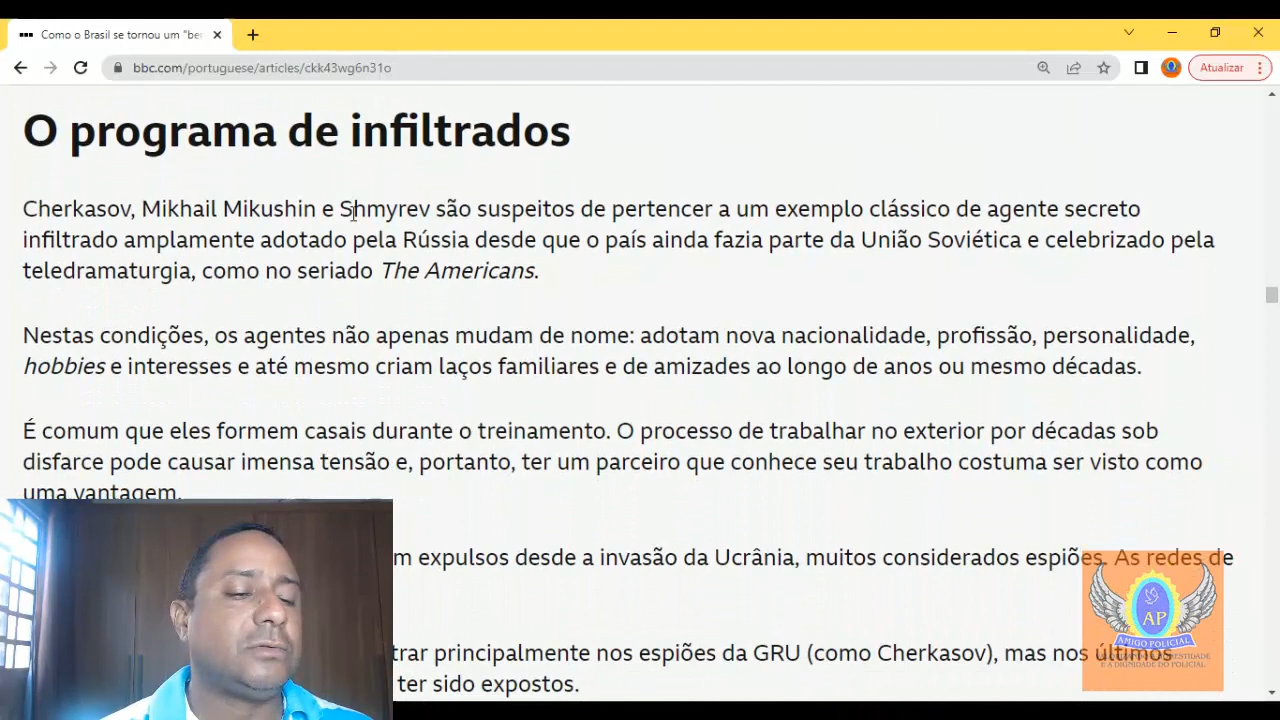 Como o Brasil se tornou um "ber
bbc.com/portuguese/articles/ckk43wg6n31o
Atualizar
O programa de infiltrados
Cherkasov, Mikhail Mikushin e Shmyrev são suspeitos de pertencer a um exemplo clássico de agente secreto
infiltrado amplamente adotado pela Rússia desde que o país ainda fazia parte da União Soviética e celebrizado pela
teledramaturgia, como no seriado The Americans.
Nestas condições, os agentes não apenas mudam de nome: adotam nova nacionalidade, profissão, personalidade,
hobbies e interesses e até mesmo criam laços familiares e de amizades ao longo de anos ou mesmo décadas.
É comum que eles formem casais durante o treinamento. O processo de trabalhar no exterior por décadas sob
disfarce pode causar imensa tensão e, portanto, ter um parceiro que conhece seu trabalho costuma ser visto como
uma vantagem.
m expulsos desde a invasão da Ucrânia, muitos considerados espiões. As redes de
trar principalmente nos espiões da GRU (como Cherkasov), mas nos últimos
ter sido expostos.
AP
AMIGO POLICIAL
E A DIGNIDADE DO POLICIAL